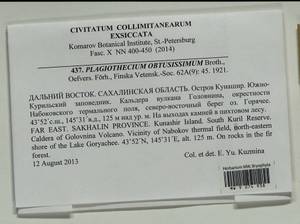 CIVITATUM COLLIMITANEARUM
EXSICCATA
Komarov Botanical Institute, St.-Petersburg
Fasc. X NN 400-450 (2014)
437. PLAGIOTHECIUM OBTUSISSIMUM Broth.,
Oefvers. Förh., Finska Vetensk.-Soc. 62A(9): 45. 1921.
ДАЛЬНИЙ ВОСТОК. САХАЛИНСКАЯ ОБЛАСТЬ. Остров Кунашир. Южно-
Курильский заповедник. Кальдера вулкана Головнина, окрестности
Набоковского термального поля, северо-восточный берег оз. Горячее.
43°52'с.ш., 145°31'в.д., 125 м над ур. м. На выходах камней в пихтовом лесу.
FAR EAST. SAKHALIN PROVINCE. Kunashir Island. South Kuril Reserve.
Caldera of Golovnina Volcano. Vicinity of Nabokov thermal field, north-eastern
shore of the Lake Goryachee. 43°52'N, 145°31'E, alt. 125 m. On rocks in the fir
forest.
12 August 2013
Col. et det. E. Yu. Kuzmina